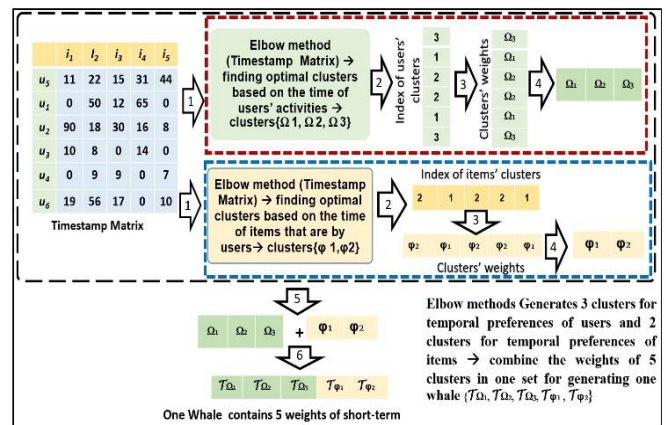 i1 I2 i3 i4 i5
u5 11 22 15 31 44
u1 0 50 12 65 0
u2 90 18 30 16 8
u3 10 8 0 14 0
u4 0 9 9 0 7
u6 19 56 17 0 10
Timestamp Matrix
1
Elbow method
(Timestamp Matrix) →
finding optimal clusters
based on the time of
users' activities →
clusters{Ω 1, Ω 2, Ω 3}
2
Index of users'
clusters
3
1
2
2
1
3
3
Clusters' weights
Ω3
Ω1
Ω2
Ω2
Ω1
Ω3
4
Ω1 Ω2 Ω3
1
Elbow method (Timestamp
Matrix) → finding optimal
clusters based on the time
of items that are by
users→ clusters{φ 1,φ2}
2
Index of items' clusters
2 1 2 2 1
3
φ2 φ1 φ2 φ2 φ1
Clusters' weights
4
φ1 φ2
5
Ω1 Ω2 Ω3 + φ1 φ2
6
𝒯Ω1 𝒯Ω2 𝒯Ω3 𝒯φ1 𝒯φ2
One Whale contains 5 weights of short-term
Elbow methods Generates 3 clusters for
temporal preferences of users and 2
clusters for temporal preferences of
items → combine the weights of 5
clusters in one set for generating one
whale {𝒯Ω1, 𝒯Ω2, 𝒯Ω3, 𝒯φ1, 𝒯φ2}